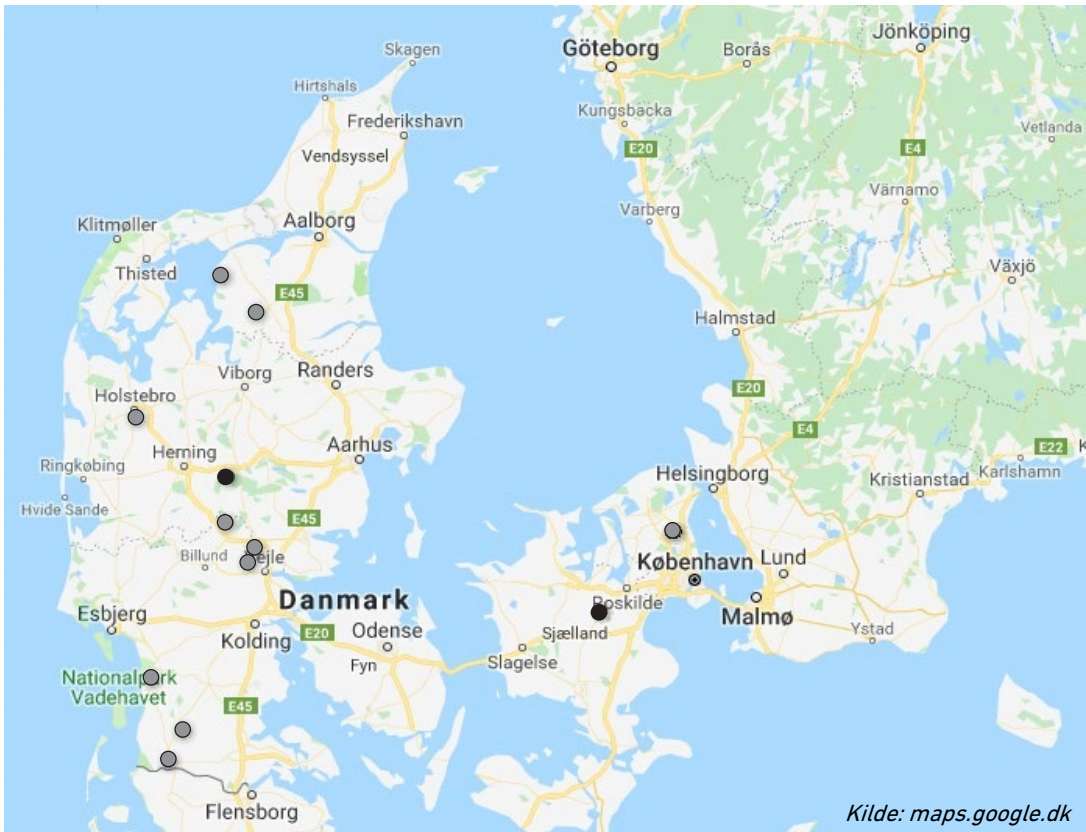 Skagen
Göteborg
Borås
Jönköping
Hirtshals
Kungsbacka
Frederikshavn
Vetlanda
Vendsyssel
E20
E4
Värnamo
Klitmøller
Aalborg
Varberg
Thisted
Växjö
E45
Halmstad
Viborg
Randers
E20
Holstebro
E4
Herning
Aarhus
E22
Ringkøbing
Karlshamn
K
Helsingborg
Kristianstad
Hvide Sande
E45
Billund
København
Lund
Danmark
Roskilde
Esbjerg
Malmø
Kolding
E20
Odense
Sjælland
Ystad
Fyn
Slagelse
Nationalpark
Vadehavet
E45
Flensborg
Kilde: maps.google.dk